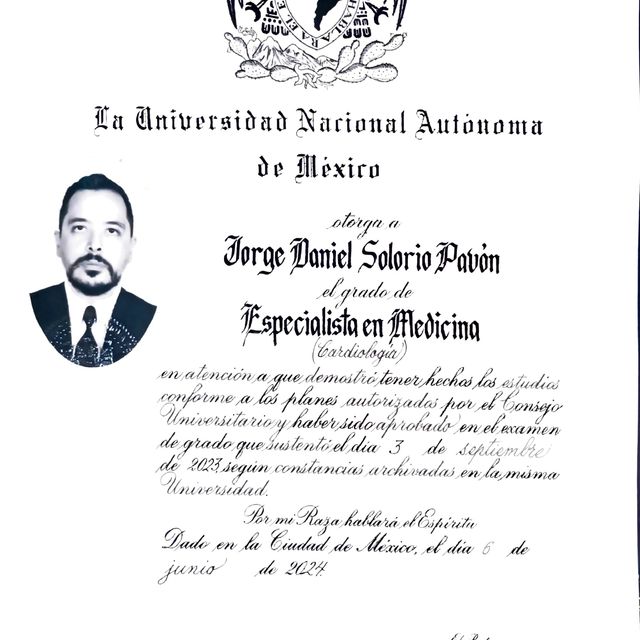 HABLARA EL E
La Universidad Nacional Autónoma
de México
otorga a
Jorge Daniel Solorio Pavón
el grado de
Especialista en Medicina
(Cardiología)
en atención a que demostró tener hechos los estudios
conforme a los planes autorizados por el Consejo
Universitario y haber sido aprobado en el examen
de grado que sustentó el día 3 de septiembre
de 2023 según constancias archivadas en la misma
Universidad.
Por mi Raza hablará el Espíritu
Dado en la Ciudad de México, el día 6 de
junio de 2024.